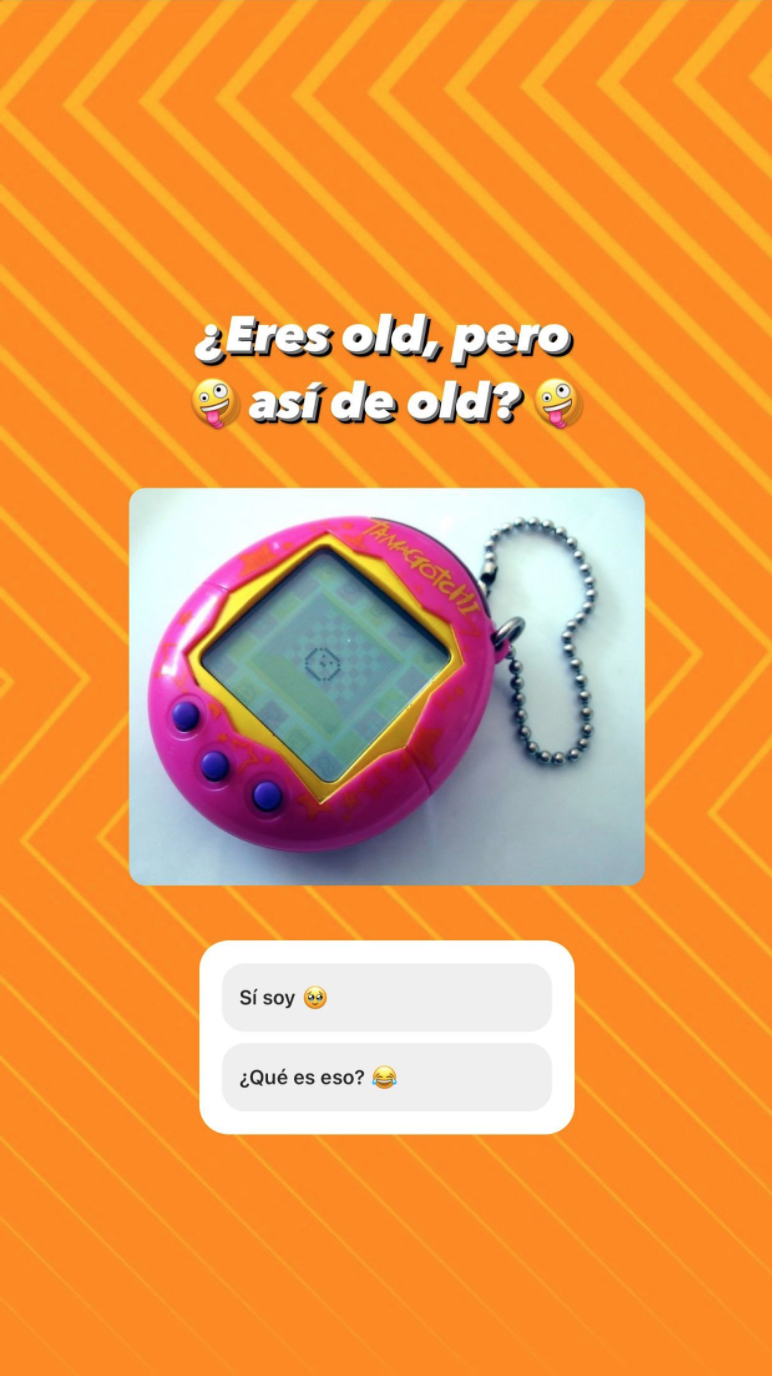 ¿Eres old, pero
🤪 así de old? 🤪
TAMAGOTCHI
Sí soy 🥹
¿Qué es eso? 😂